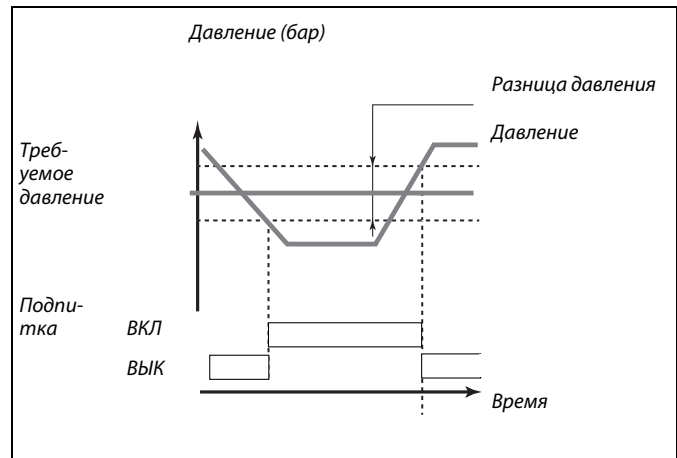 Давление (бар)
Разница давления
Давление
Треб-
уемое
давление
Подпи-
тка
ВКЛ
ВЫК
Время